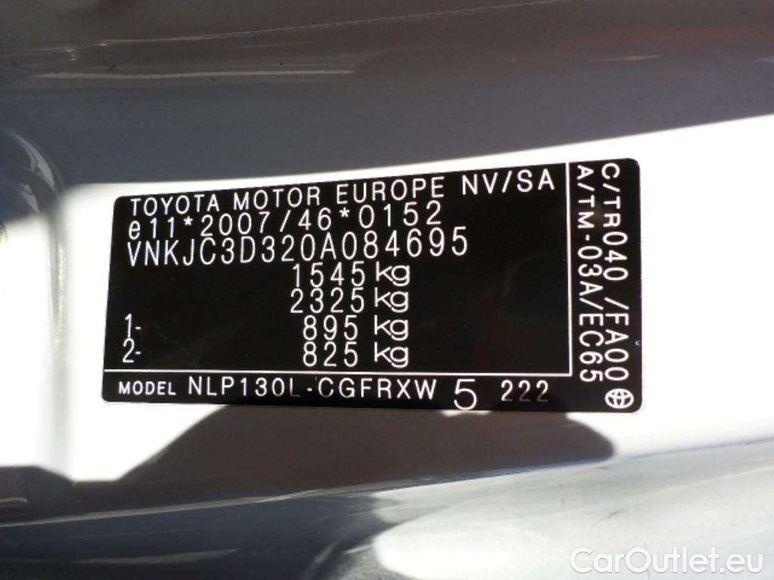 TOYOTA MOTOR EUROPE NV/SA
e11*2007/46*0152
VNKJC3D320A084695
1545 kg
2325 kg
1- 895 kg
2- 825 kg
MODEL NLP130L-CGFRXW 5 222
C/TR040 /FA00
A/TM-03A/EC65
CarOutlet.eu